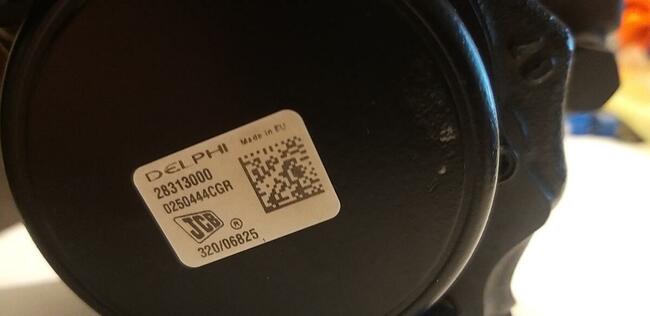 DELPHI
Made in EU
28313000
0250444CGR
JCB ®
320/06825